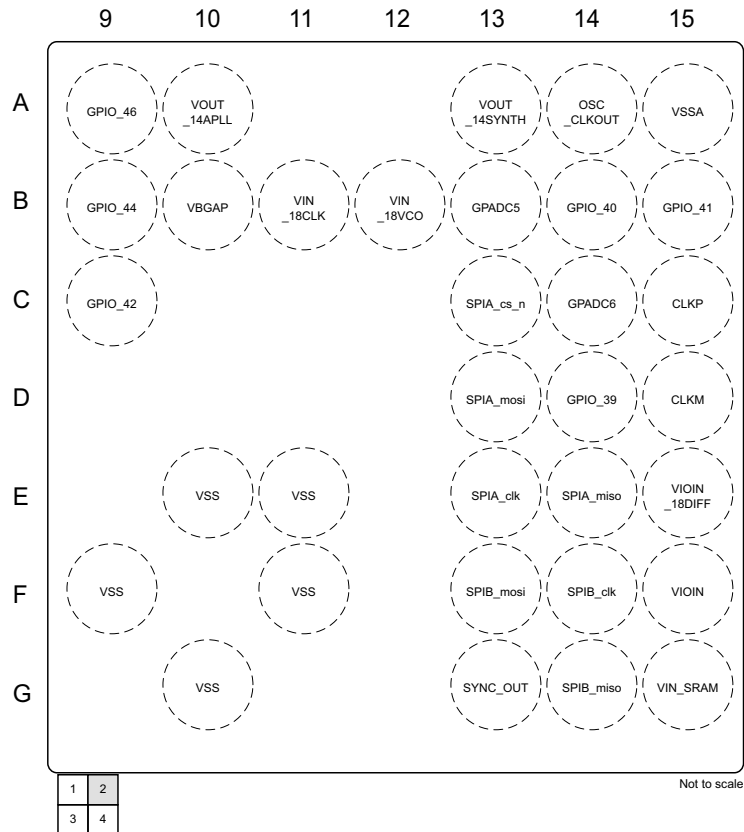 9 10 11 12 13 14 15
A
GPIO_46
VOUT
_14APLL
VOUT
_14SYNTH
OSC
_CLKOUT
VSSA
B
GPIO_44
VBGAP
VIN
_18CLK
VIN
_18VCO
GPADC5
GPIO_40
GPIO_41
C
GPIO_42
SPIA_cs_n
GPADC6
CLKP
D
SPIA_mosi
GPIO_39
CLKM
E
VSS
VSS
SPIA_clk
SPIA_miso
VIOIN
_18DIFF
F
VSS
VSS
SPIB_mosi
SPIB_clk
VIOIN
G
VSS
SYNC_OUT
SPIB_miso
VIN_SRAM
Not to scale
1 2
3 4